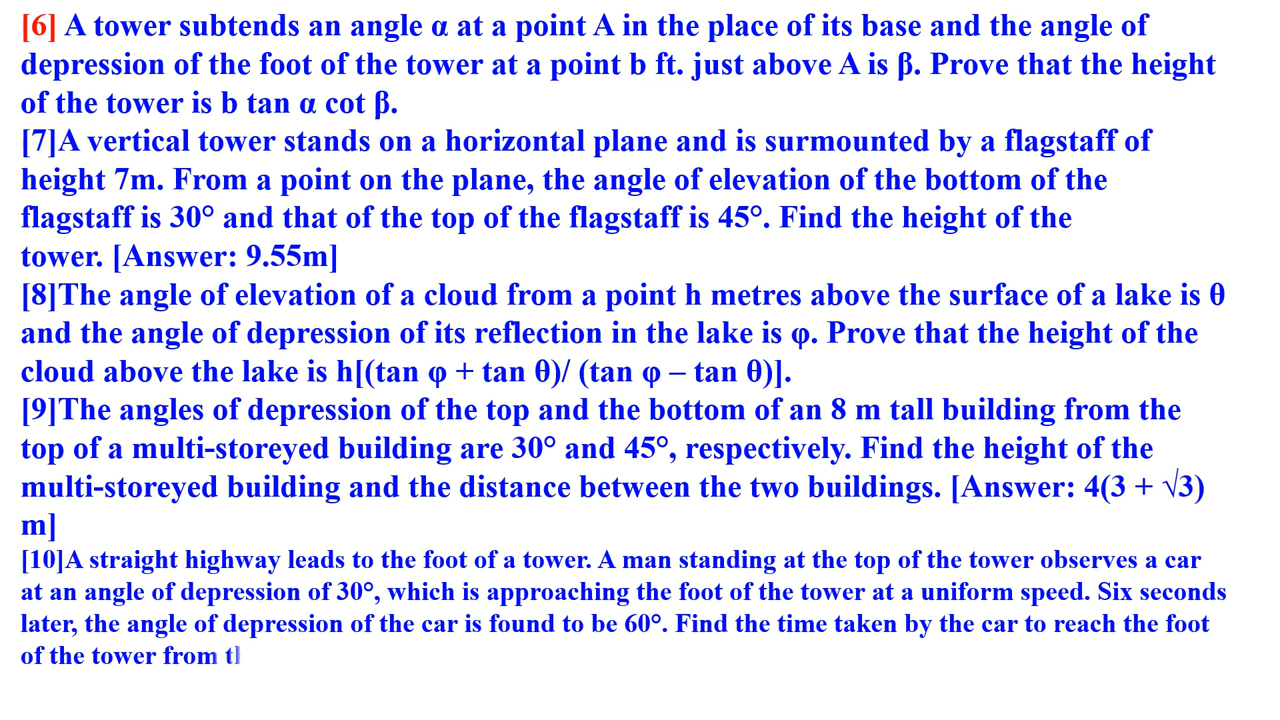 [6] A tower subtends an angle α at a point A in the place of its base and the angle of
depression of the foot of the tower at a point b ft. just above A is β. Prove that the height
of the tower is b tan α cot β.
[7]A vertical tower stands on a horizontal plane and is surmounted by a flagstaff of
height 7m. From a point on the plane, the angle of elevation of the bottom of the
flagstaff is 30° and that of the top of the flagstaff is 45°. Find the height of the
tower. [Answer: 9.55m]
[8]The angle of elevation of a cloud from a point h metres above the surface of a lake is θ
and the angle of depression of its reflection in the lake is φ. Prove that the height of the
cloud above the lake is h[(tan φ + tan θ)/ (tan φ – tan θ)].
[9]The angles of depression of the top and the bottom of an 8 m tall building from the
top of a multi-storeyed building are 30° and 45°, respectively. Find the height of the
multi-storeyed building and the distance between the two buildings. [Answer: 4(3 + √3)
m]
[10]A straight highway leads to the foot of a tower. A man standing at the top of the tower observes a car
at an angle of depression of 30°, which is approaching the foot of the tower at a uniform speed. Six seconds
later, the angle of depression of the car is found to be 60°. Find the time taken by the car to reach the foot
of the tower from